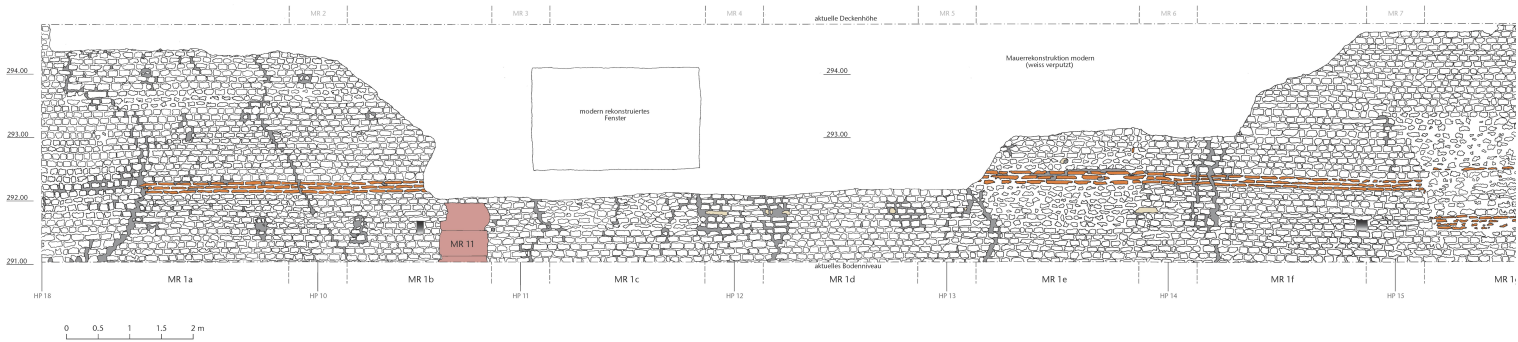 MR 2
MR 3
MR 4
MR 5
MR 6
MR 7
aktuelle Deckenhöhe
294.00
294.00
Mauerrekonstruktion modern
(weiss verputzt)
modern rekonstruiertes
Fenster
293.00
293.00
292.00
MR 11
291.00
aktuelles Bodenniveau
MR 1a
MR 1b
MR 1c
MR 1d
MR 1e
MR 1f
HP 18
HP 10
HP 11
HP 12
HP 13
HP 14
HP 15
0 0.5 1 1.5 2 m